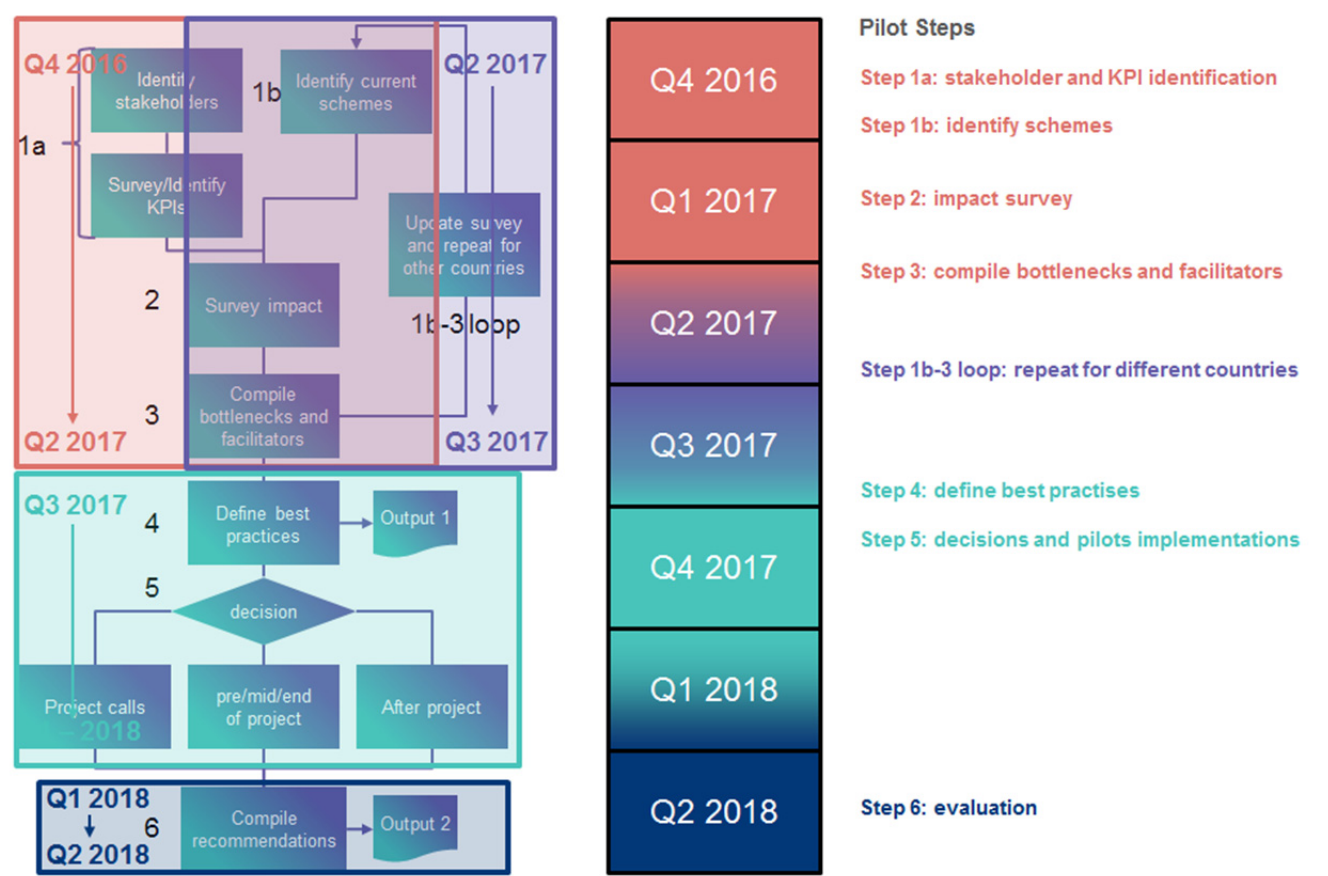 Q4 2016
Identify
stakeholders
1a
Survey/Identify
KPIs
1b
Identify current
schemes
Q2 2017
Update survey
and repeat for
other countries
1b-3 loop
2
Survey impact
3
Compile
bottlenecks and
facilitators
Q2 2017
Q3 2017
Q3 2017
4
Define best
practices
Output 1
5
decision
Project calls
2018
pre/mid/end
of project
After project
Q1 2018
Q2 2018
6
Compile
recommendations
Output 2
Q4 2016
Q1 2017
Q2 2017
Q3 2017
Q4 2017
Q1 2018
Q2 2018
Pilot Steps
Step 1a: stakeholder and KPI identification
Step 1b: identify schemes
Step 2: impact survey
Step 3: compile bottlenecks and facilitators
Step 1b-3 loop: repeat for different countries
Step 4: define best practises
Step 5: decisions and pilots implementations
Step 6: evaluation